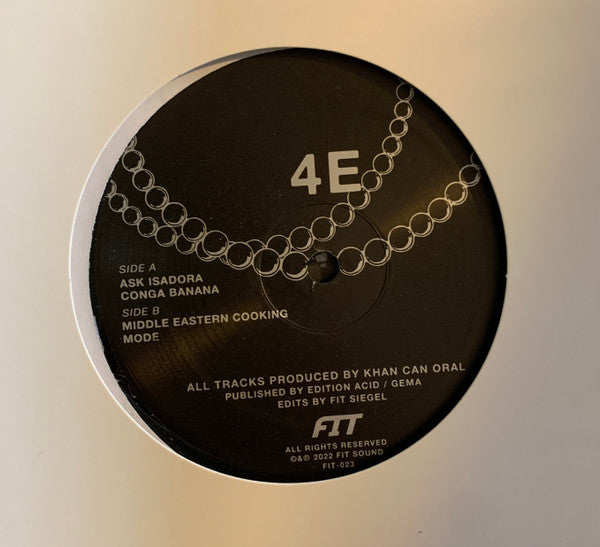 4E
SIDE A
ASK ISADORA
CONGA BANANA
SIDE B
MIDDLE EASTERN COOKING
MODE
ALL TRACKS PRODUCED BY KHAN CAN ORAL
PUBLISHED BY EDITION ACID / GEMA
EDITS BY FIT SIEGEL
FIT
ALL RIGHTS RESERVED
©&℗ 2022 FIT SOUND
FIT-023